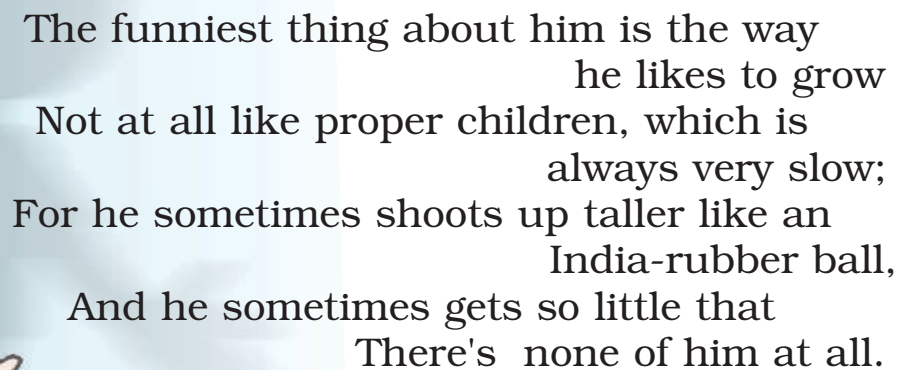 The funniest thing about him is the way
he likes to grow
Not at all like proper children, which is
always very slow;
For he sometimes shoots up taller like an
India-rubber ball,
And he sometimes gets so little that
There's none of him at all.